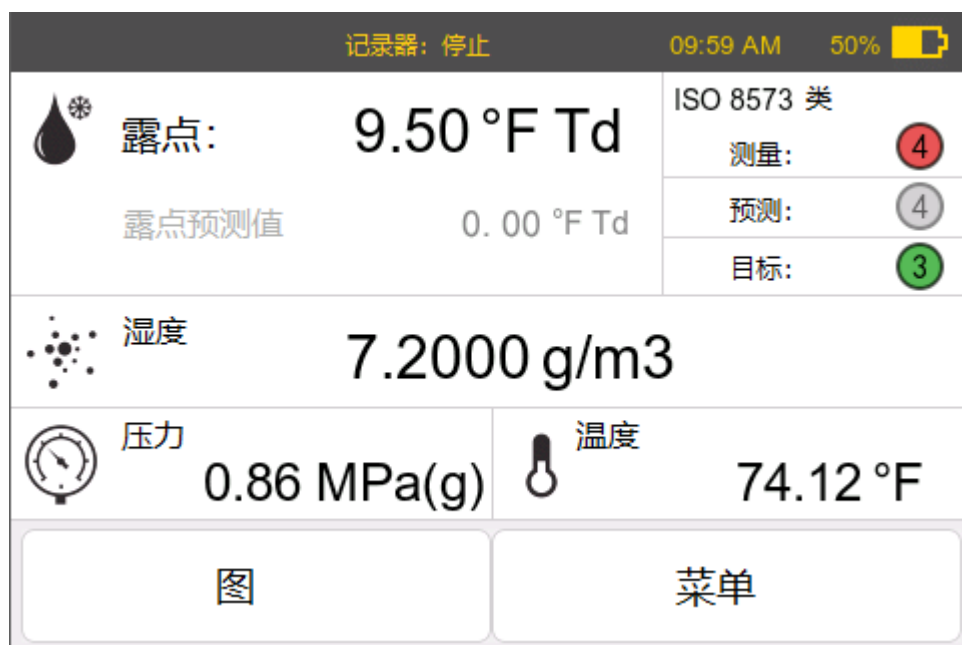 记录器: 停止 09:59 AM 50%
露点: 9.50 °F Td
露点预测值 0. 00 °F Td
ISO 8573 类
测量: 4
预测: 4
目标: 3
湿度 7.2000 g/m3
压力 0.86 MPa(g)
温度 74.12 °F
图 菜单